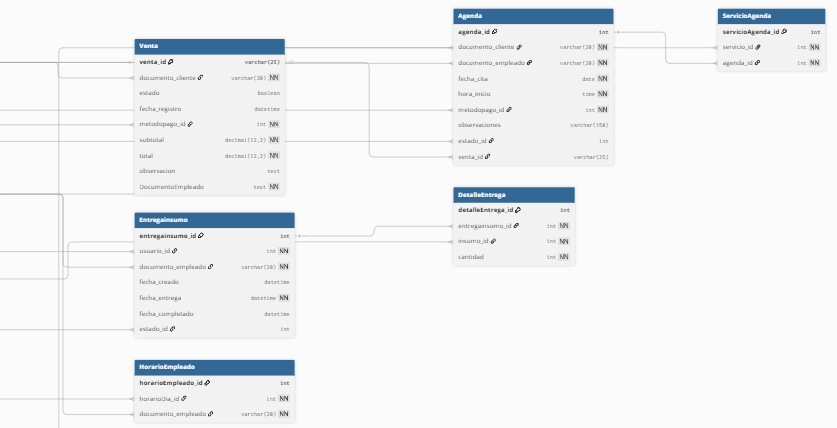 Venta
venta_id varchar(25)
documento_cliente varchar(20) NN
estado boolean
fecha_registro datetime
metodopago_id int NN
subtotal decimal(12,2) NN
total decimal(12,2) NN
observacion text
DocumentoEmpleado text NN
Agenda
agenda_id int
documento_cliente varchar(20) NN
documento_empleado varchar(20) NN
fecha_cita date NN
hora_inicio time NN
metodopago_id int NN
observaciones varchar(150)
estado_id int
venta_id varchar(25)
ServicioAgenda
servicioAgenda_id int
servicio_id int NN
agenda_id int NN
Entregainsumo
entregainsumo_id int
usuario_id int NN
documento_empleado varchar(20) NN
fecha_creado datetime
fecha_entrega datetime NN
fecha_completado datetime
estado_id int
DetalleEntrega
detalleEntrega_id int
entregainsumo_id int NN
insumo_id int NN
cantidad int NN
HorarioEmpleado
horarioEmpleado_id int
horarioDia_id int NN
documento_empleado varchar(20) NN